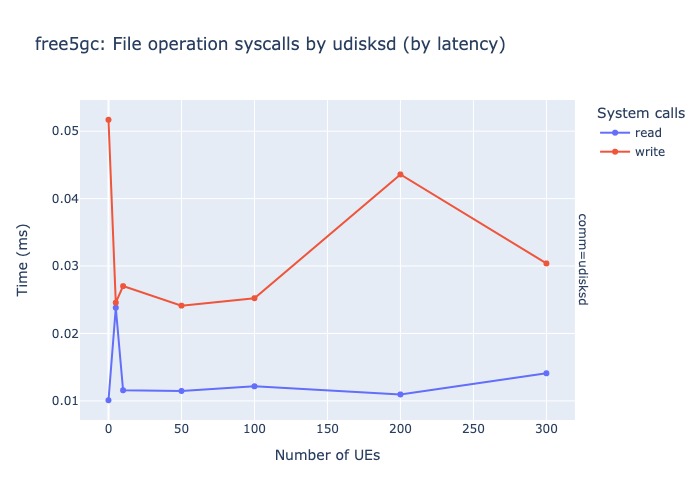 free5gc: File operation syscalls by udisksd (by latency)
System calls
read
write
Time (ms)
0.05
0.04
0.03
0.02
0.01
comm=udisksd
0 50 100 150 200 250 300
Number of UEs